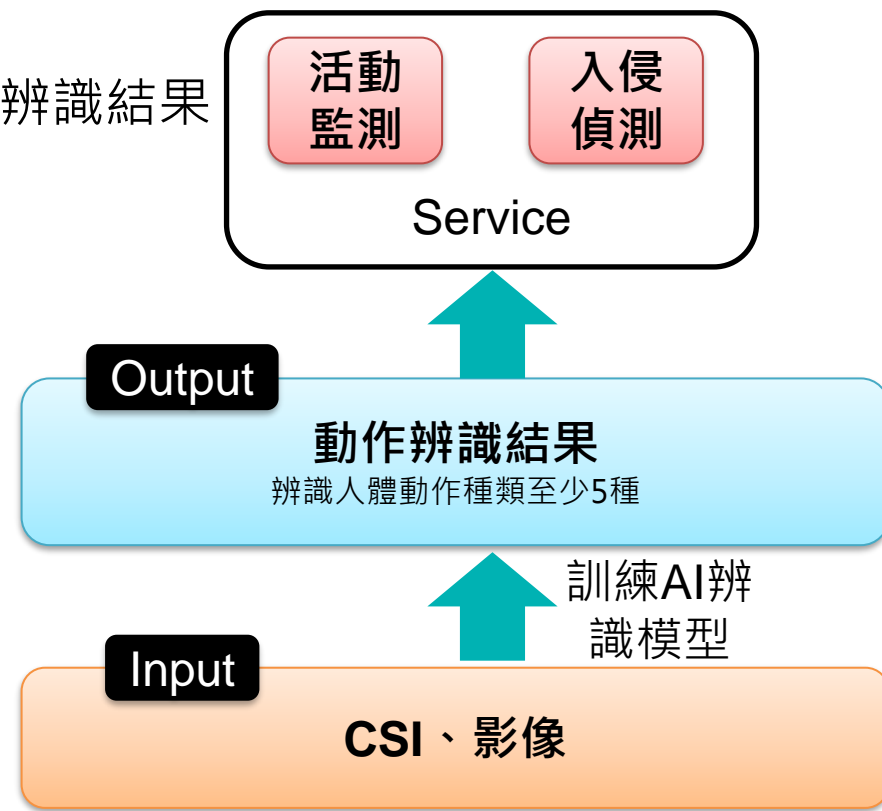 辨識結果
活動
監測
入侵
偵測
Service
Output
動作辨識結果
辨識人體動作種類至少5種
訓練AI辨
識模型
Input
CSI、影像